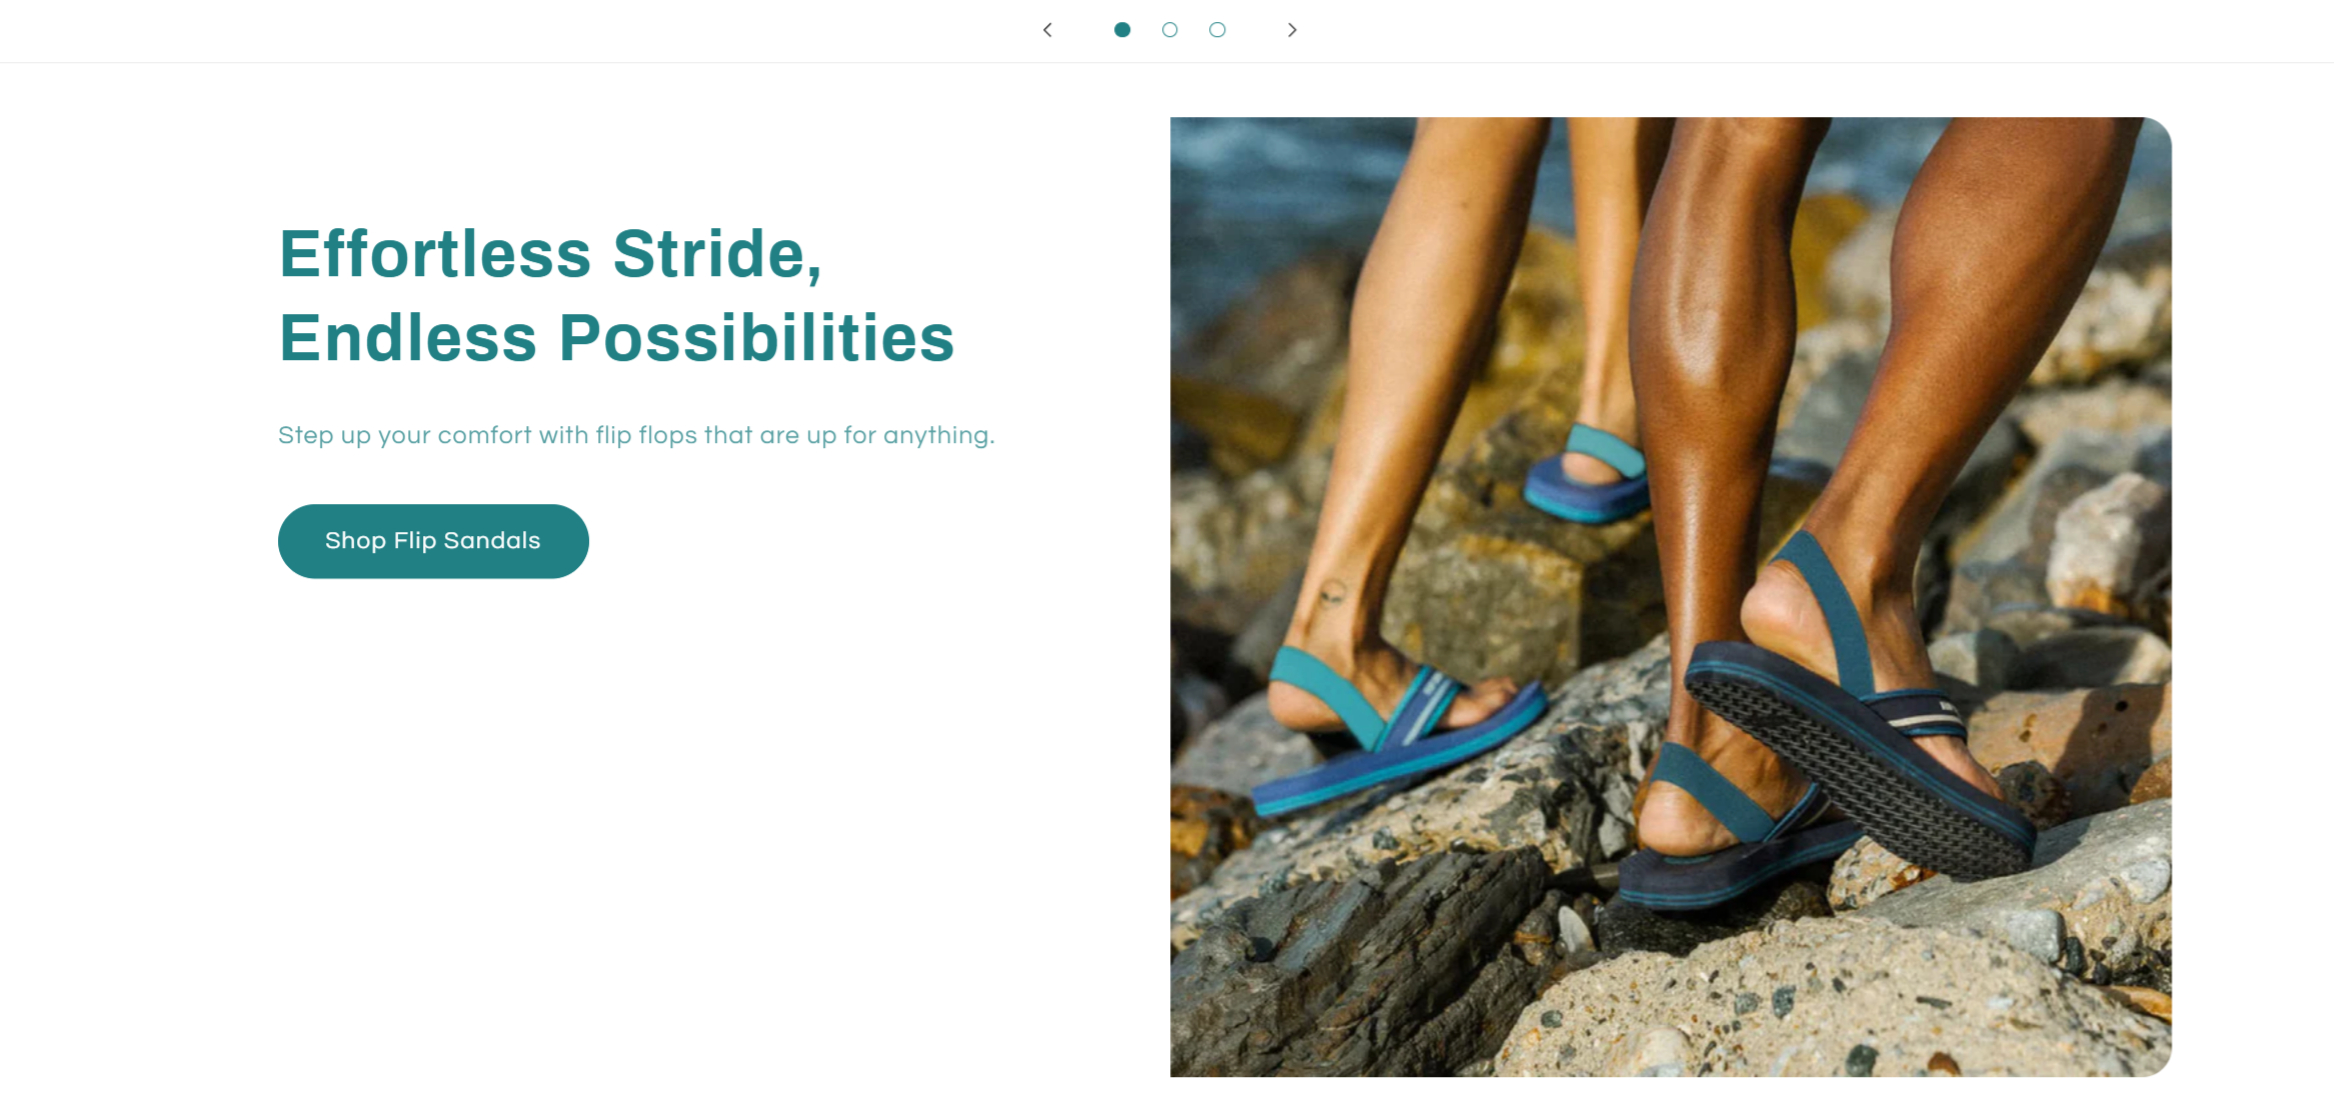 Effortless Stride,
Endless Possibilities
Step up your comfort with flip flops that are up for anything.
Shop Flip Sandals